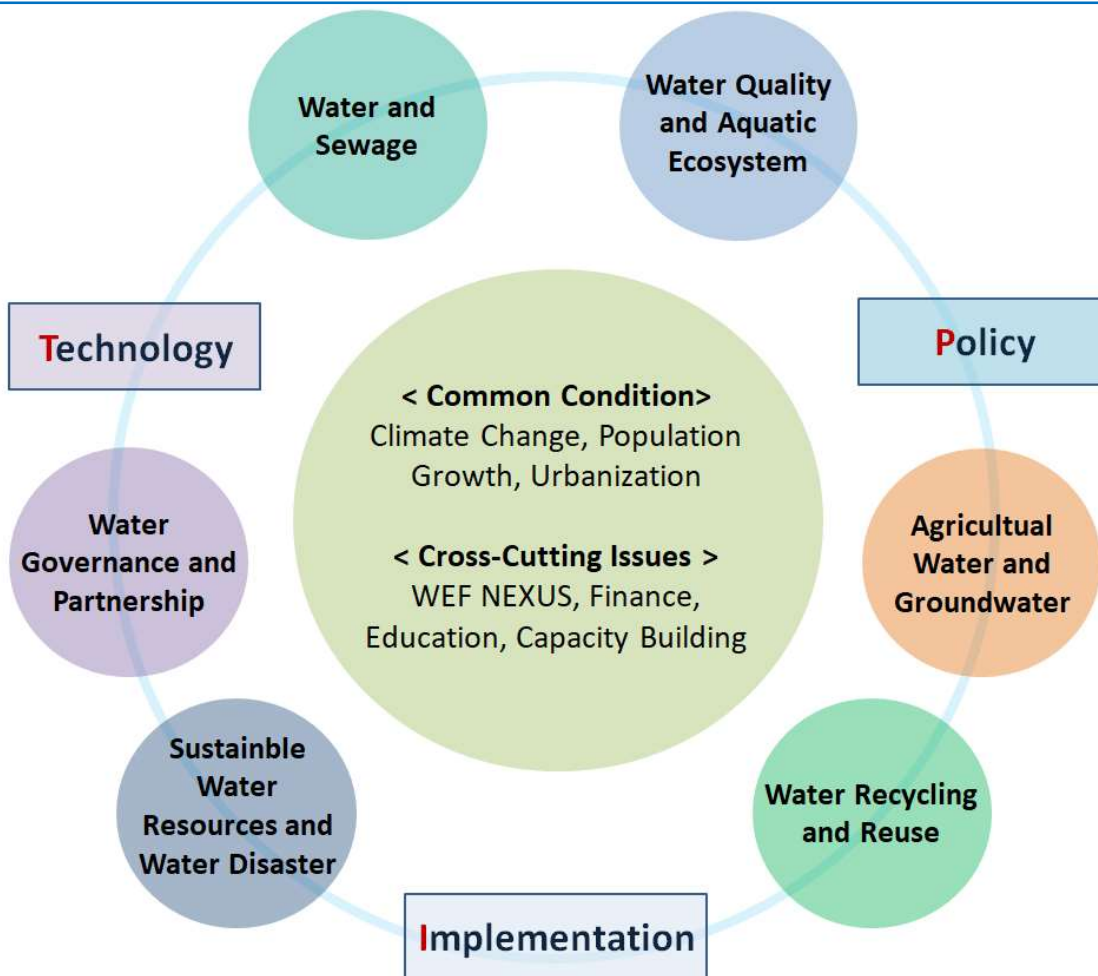 Water and
Sewage
Water Quality
and Aquatic
Ecosystem
Technology
Policy
< Common Condition>
Climate Change, Population
Growth, Urbanization
< Cross-Cutting Issues >
WEF NEXUS, Finance,
Education, Capacity Building
Water
Governance and
Partnership
Agricultual
Water and
Groundwater
Sustainble
Water
Resources and
Water Disaster
Water Recycling
and Reuse
Implementation